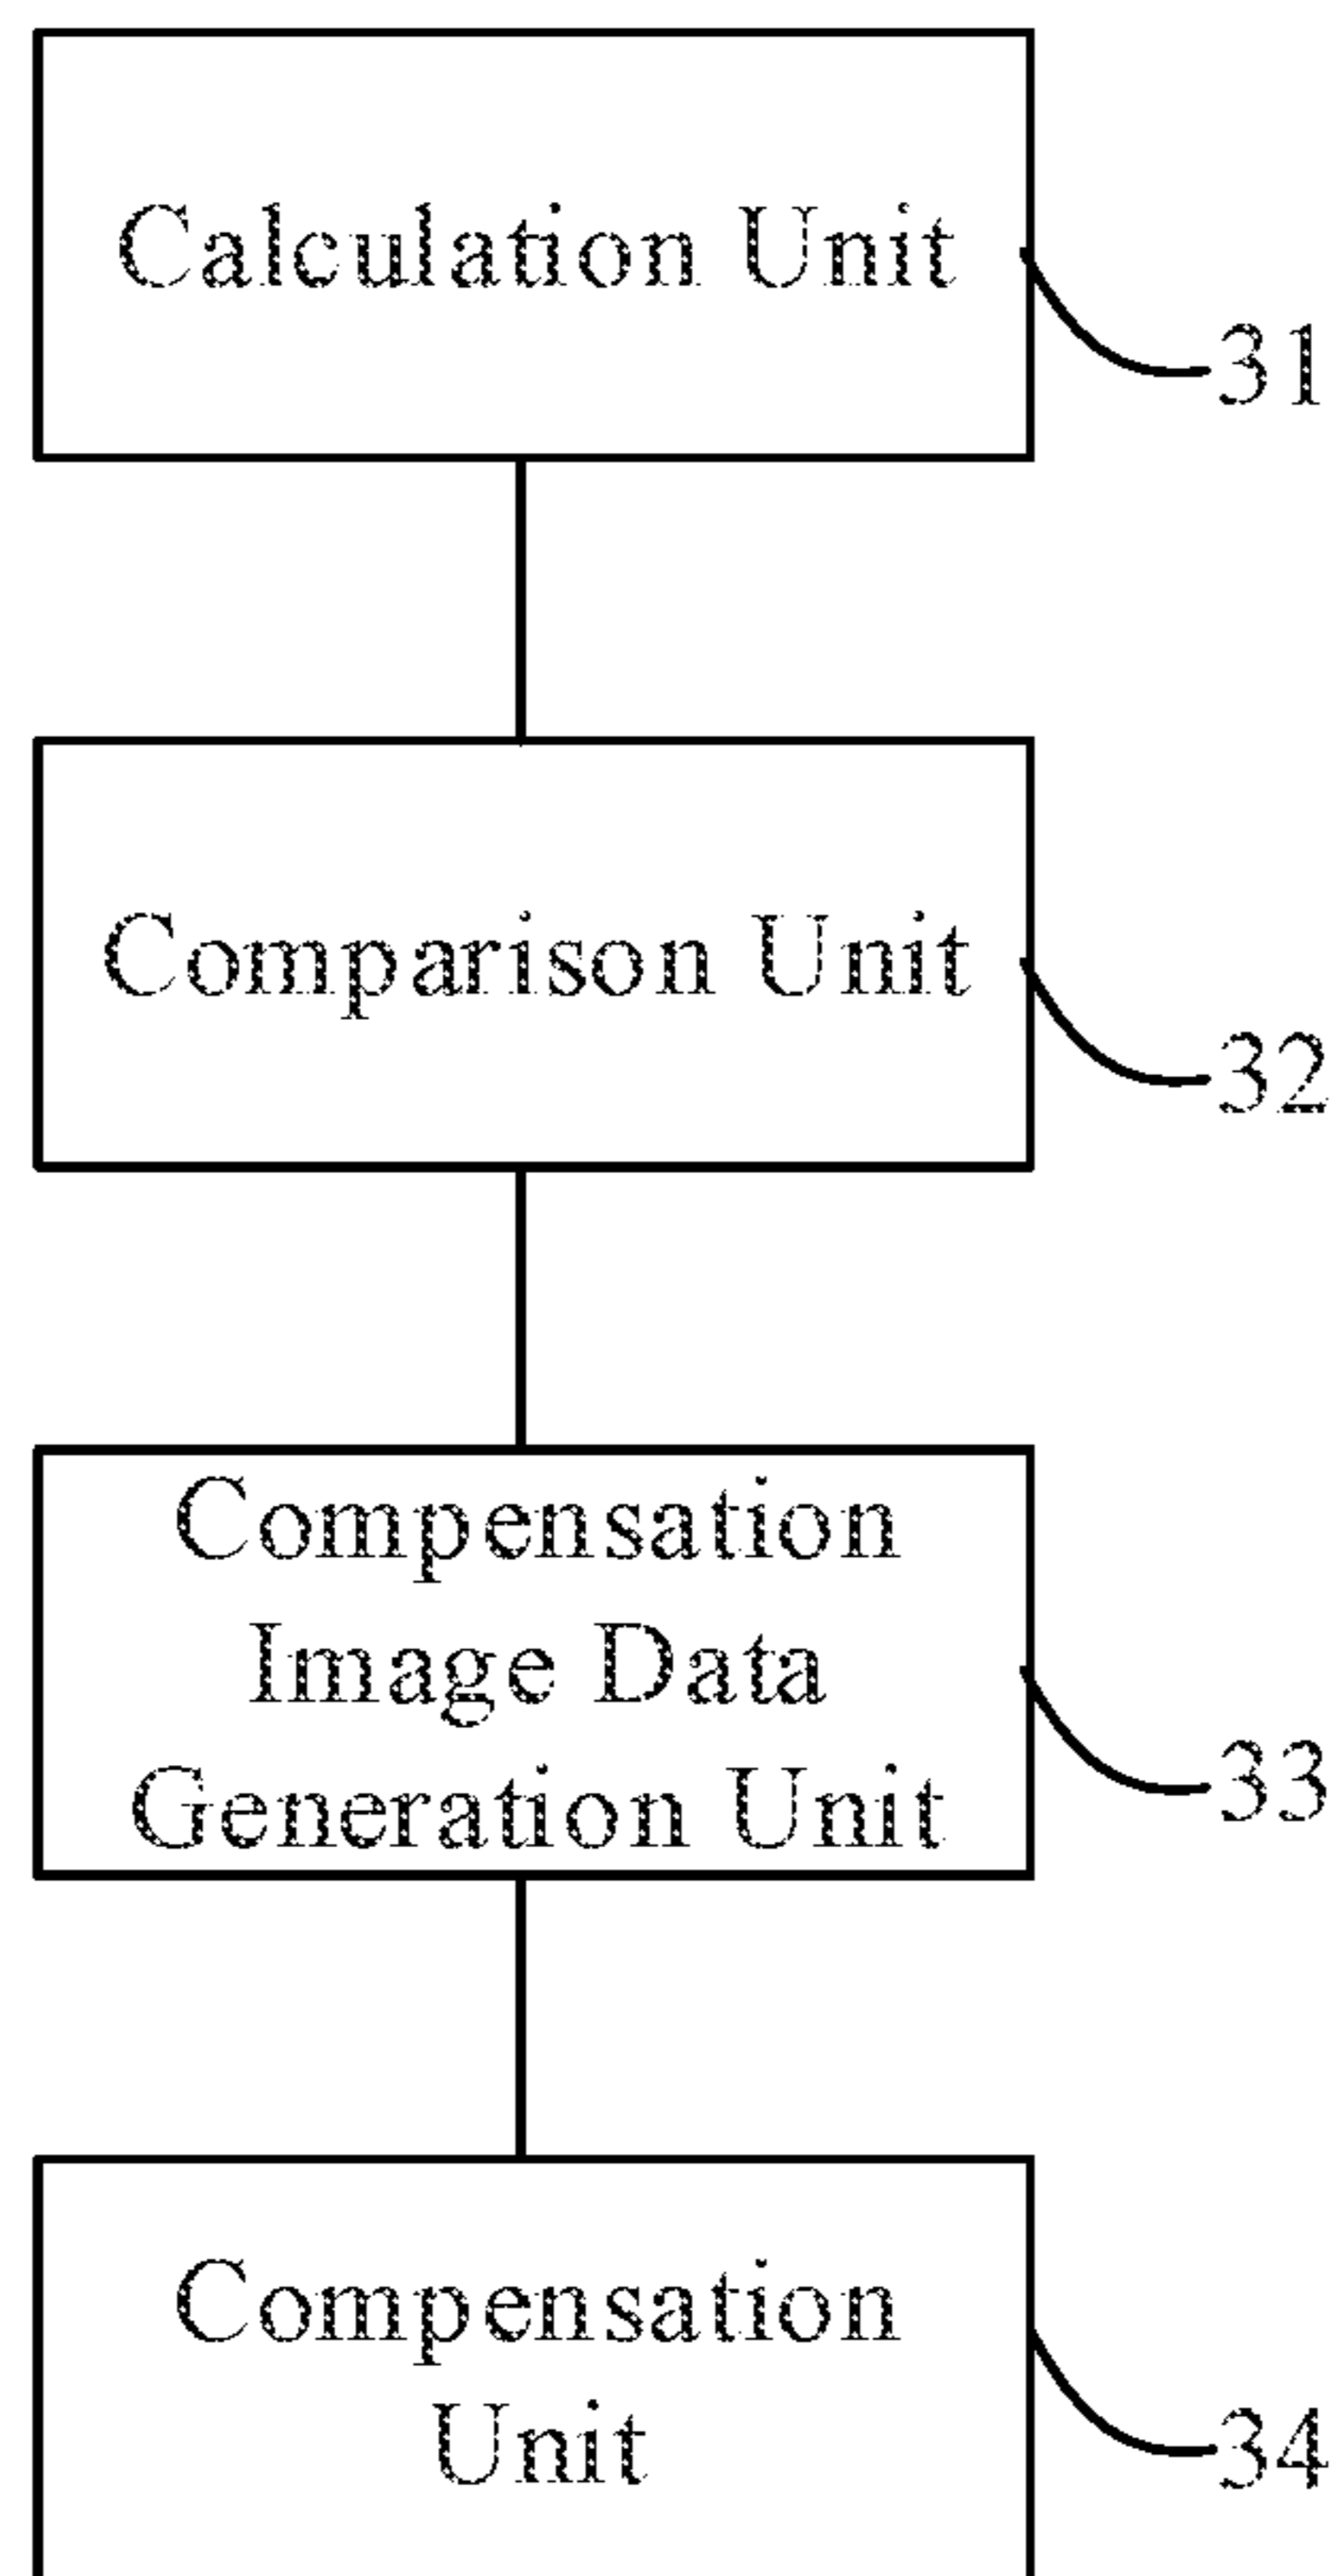 Calculation Unit
31
Comparison Unit
32
Compensation
Image Data
Generation Unit
33
Compensation
Unit
34